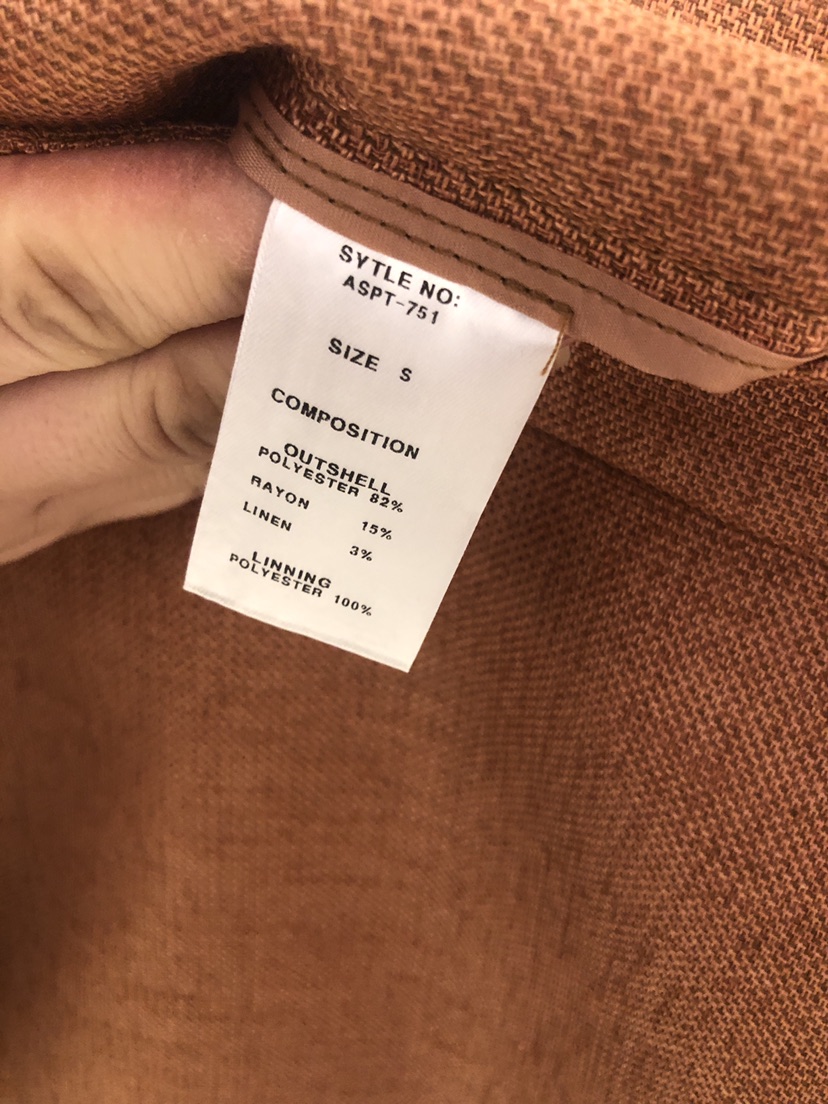 SYTLE NO:
ASPT-751
SIZE S
COMPOSITION
OUTSHELL
POLYESTER 82%
RAYON 15%
LINEN 3%
LINNING
POLYESTER 100%